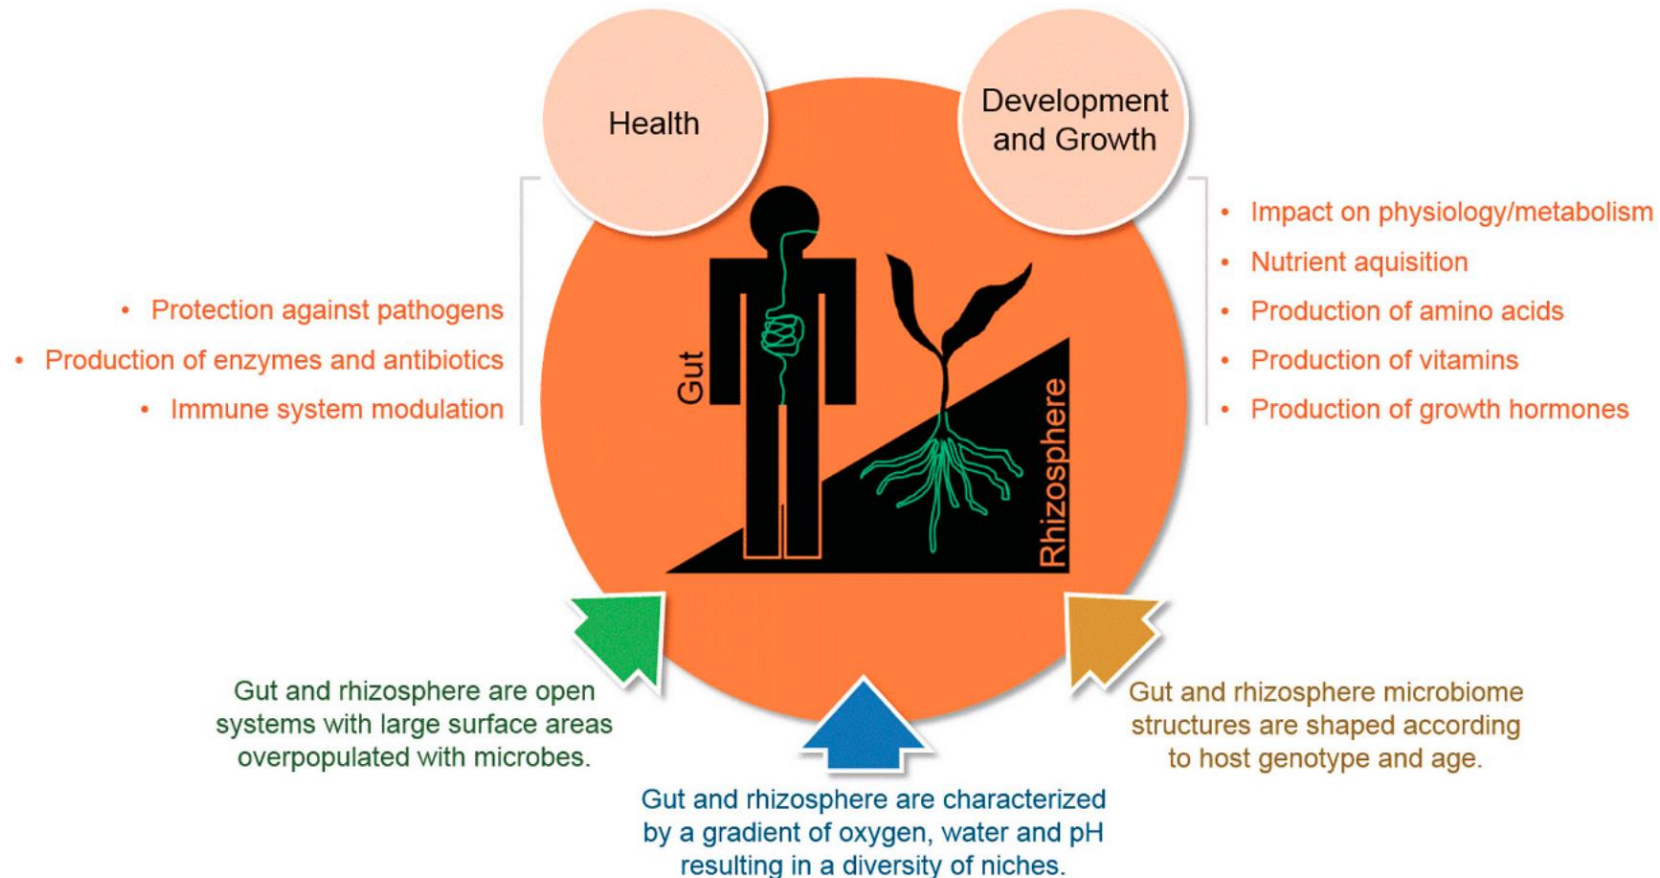 Health
Development
and Growth
• Protection against pathogens
• Production of enzymes and antibiotics
• Immune system modulation
• Impact on physiology/metabolism
• Nutrient aquisition
• Production of amino acids
• Production of vitamins
• Production of growth hormones
Gut
Rhizosphere
Gut and rhizosphere are open
systems with large surface areas
overpopulated with microbes.
Gut and rhizosphere are characterized
by a gradient of oxygen, water and pH
resulting in a diversity of niches.
Gut and rhizosphere microbiome
structures are shaped according
to host genotype and age.